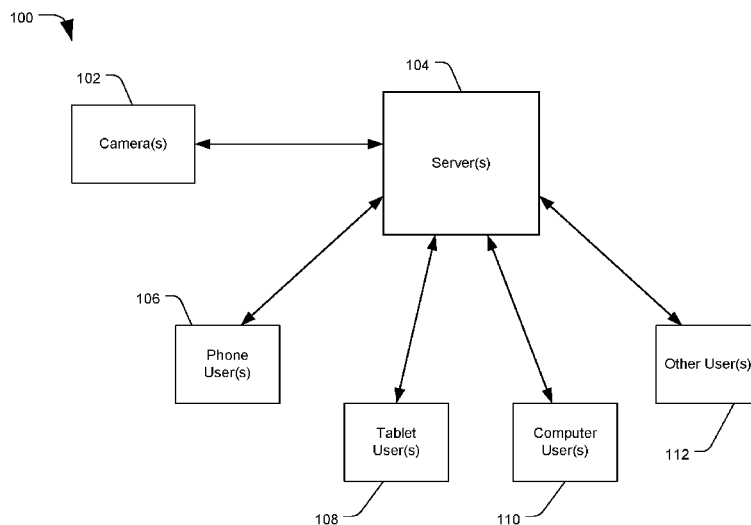 100
102
104
Camera(s)
Server(s)
106
Phone
User(s)
Other User(s)
Tablet
User(s)
Computer
User(s)
112
108
110